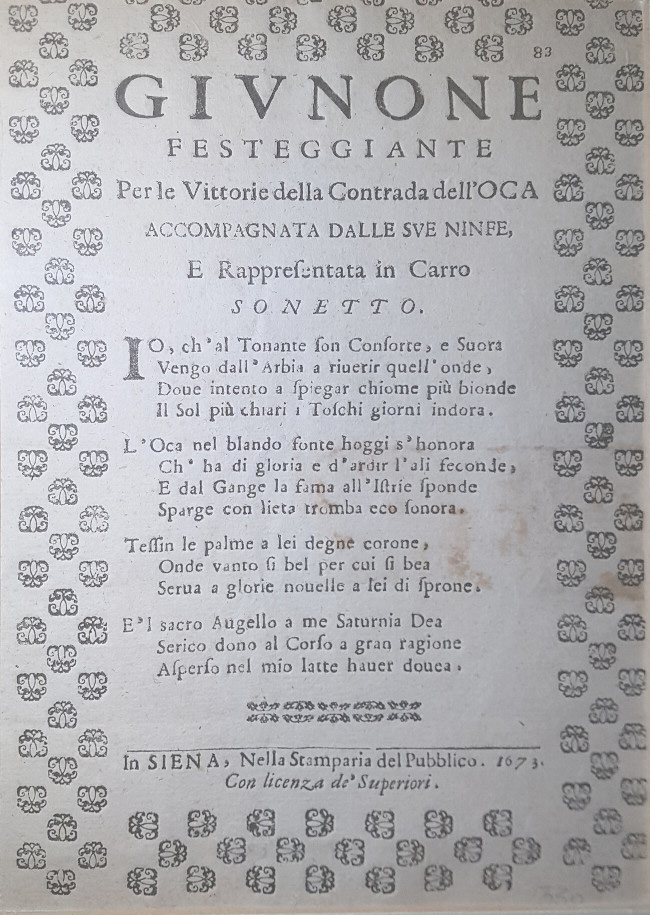 83
GIVNONE
FESTEGGIANTE
Per le Vittorie della Contrada dell'OCA
ACCOMPAGNATA DALLE SVE NINFE,
E Rappreſentata in Carro
SONETTO.
IO, ch'al Tonante ſon Conſorte, e Suora
Vengo dall'Arbia a riuerir quell'onde,
Doue intento a ſpiegar chiome più bionde
Il Sol più chiari i Toſchi giorni indora.
L'Oca nel blando fonte hoggi s'honora
Ch' ha di gloria e d'ardir l'ali feconde,
E dal Gange la fama all'Iſtrie ſponde
Sparge con lieta tromba eco ſonora.
Teſſin le palme a lei degne corone,
Onde vanto ſi bel per cui ſi bea
Serua a glorie nouelle a lei di ſprone.
E'l sacro Augello a me Saturnia Dea
Serico dono al Corſo a gran ragione
Aſperſo nel mio latte hauer douea.
In SIENA, Nella Stamparia del Pubblico. 1673.
Con licenza de' Superiori.